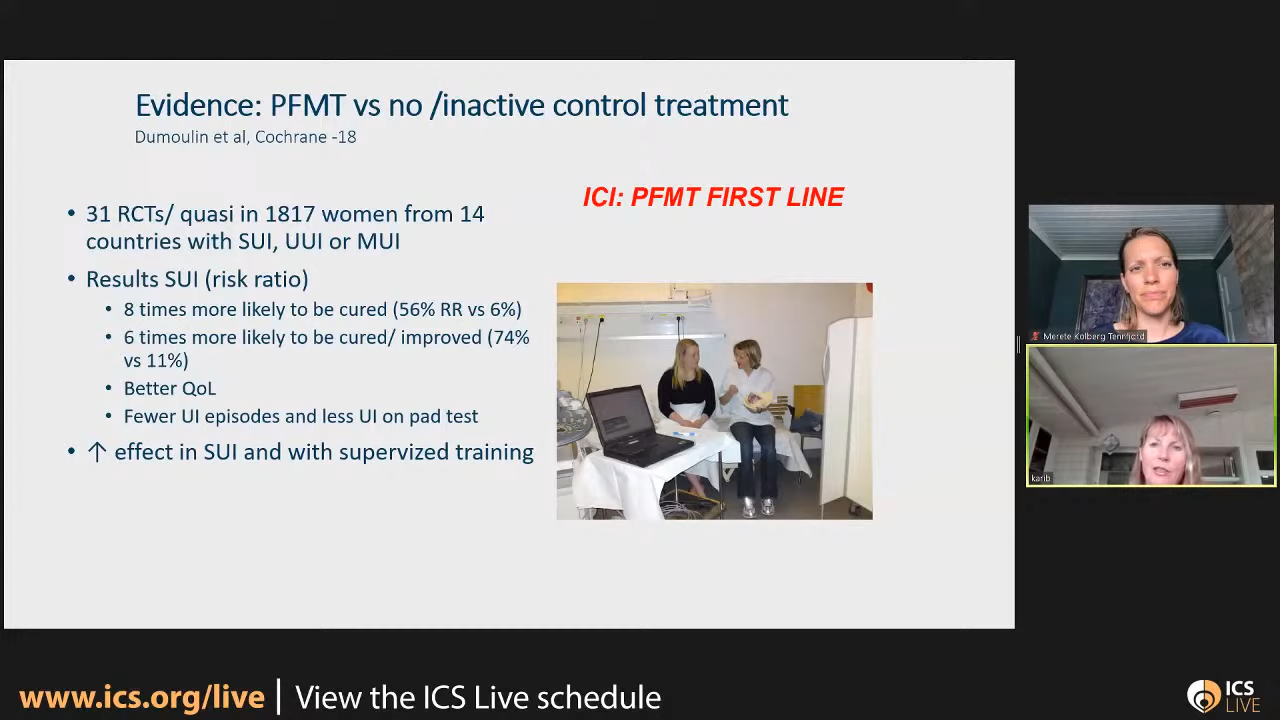 Evidence: PFMT vs no /inactive control treatment
Dumoulin et al, Cochrane -18
ICI: PFMT FIRST LINE
• 31 RCTs/ quasi in 1817 women from 14
countries with SUI, UUI or MUI
• Results SUI (risk ratio)
• 8 times more likely to be cured (56% RR vs 6%)
• 6 times more likely to be cured/ improved (74%
vs 11%)
• Better QoL
• Fewer UI episodes and less UI on pad test
• ↑ effect in SUI and with supervized training
Merete Kolberg Tennfjord
karib
www.ics.org/live | View the ICS Live schedule
ICS
LIVE